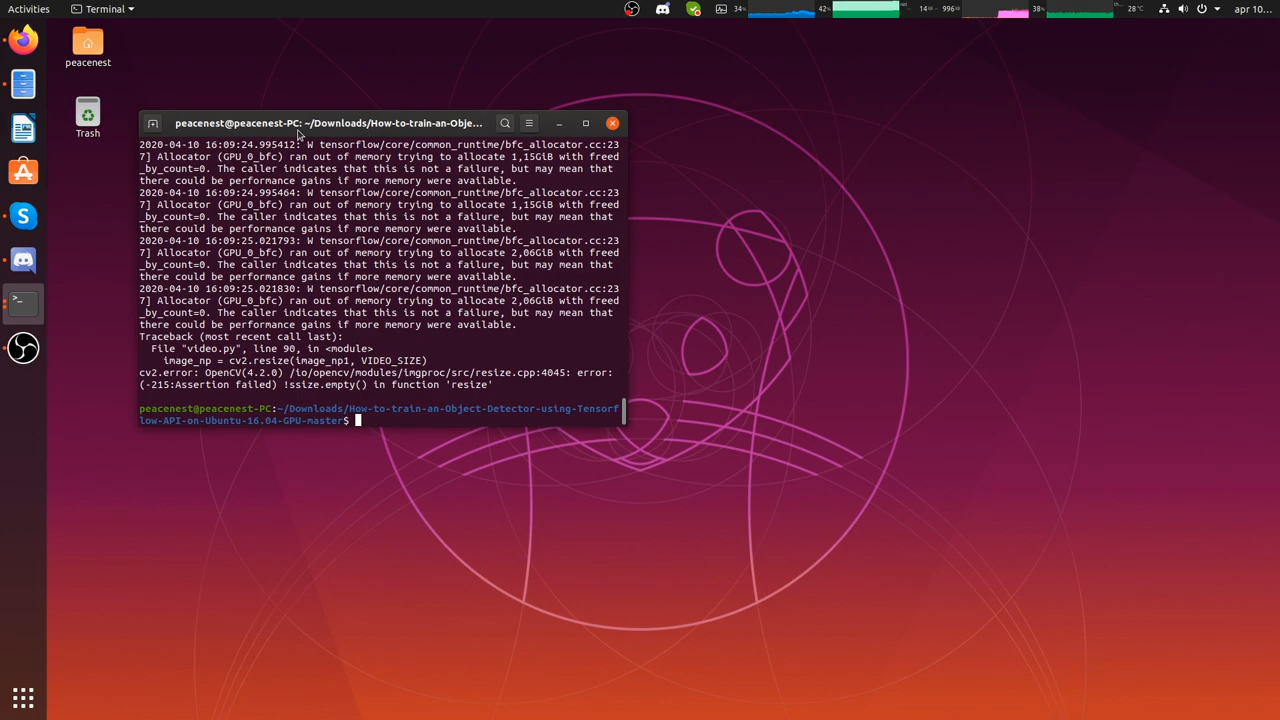 Activities
Terminal
34%
42%
38%
28°C
apr 10...
peacenest
Trash
peacenest@peacenest-PC: ~/Downloads/How-to-train-an-Obje...
2020-04-10 16:09:24.995412: W tensorflow/core/common_runtime/bfc_allocator.cc:23
7] Allocator (GPU_0_bfc) ran out of memory trying to allocate 1,15GiB with freed
_by_count=0. The caller indicates that this is not a failure, but may mean that
there could be performance gains if more memory were available.
2020-04-10 16:09:24.995464: W tensorflow/core/common_runtime/bfc_allocator.cc:23
7] Allocator (GPU_0_bfc) ran out of memory trying to allocate 1,15GiB with freed
_by_count=0. The caller indicates that this is not a failure, but may mean that
there could be performance gains if more memory were available.
2020-04-10 16:09:25.021793: W tensorflow/core/common_runtime/bfc_allocator.cc:23
7] Allocator (GPU_0_bfc) ran out of memory trying to allocate 2,06GiB with freed
_by_count=0. The caller indicates that this is not a failure, but may mean that
there could be performance gains if more memory were available.
2020-04-10 16:09:25.021830: W tensorflow/core/common_runtime/bfc_allocator.cc:23
7] Allocator (GPU_0_bfc) ran out of memory trying to allocate 2,06GiB with freed
_by_count=0. The caller indicates that this is not a failure, but may mean that
there could be performance gains if more memory were available.
Traceback (most recent call last):
  File "video.py", line 90, in <module>
    image_np = cv2.resize(image_np1, VIDEO_SIZE)
cv2.error: OpenCV(4.2.0) /io/opencv/modules/imgproc/src/resize.cpp:4045: error:
(-215:Assertion failed) !ssize.empty() in function 'resize'
peacenest@peacenest-PC:~/Downloads/How-to-train-an-Object-Detector-using-Tensorf
low-API-on-Ubuntu-16.04-GPU-master$